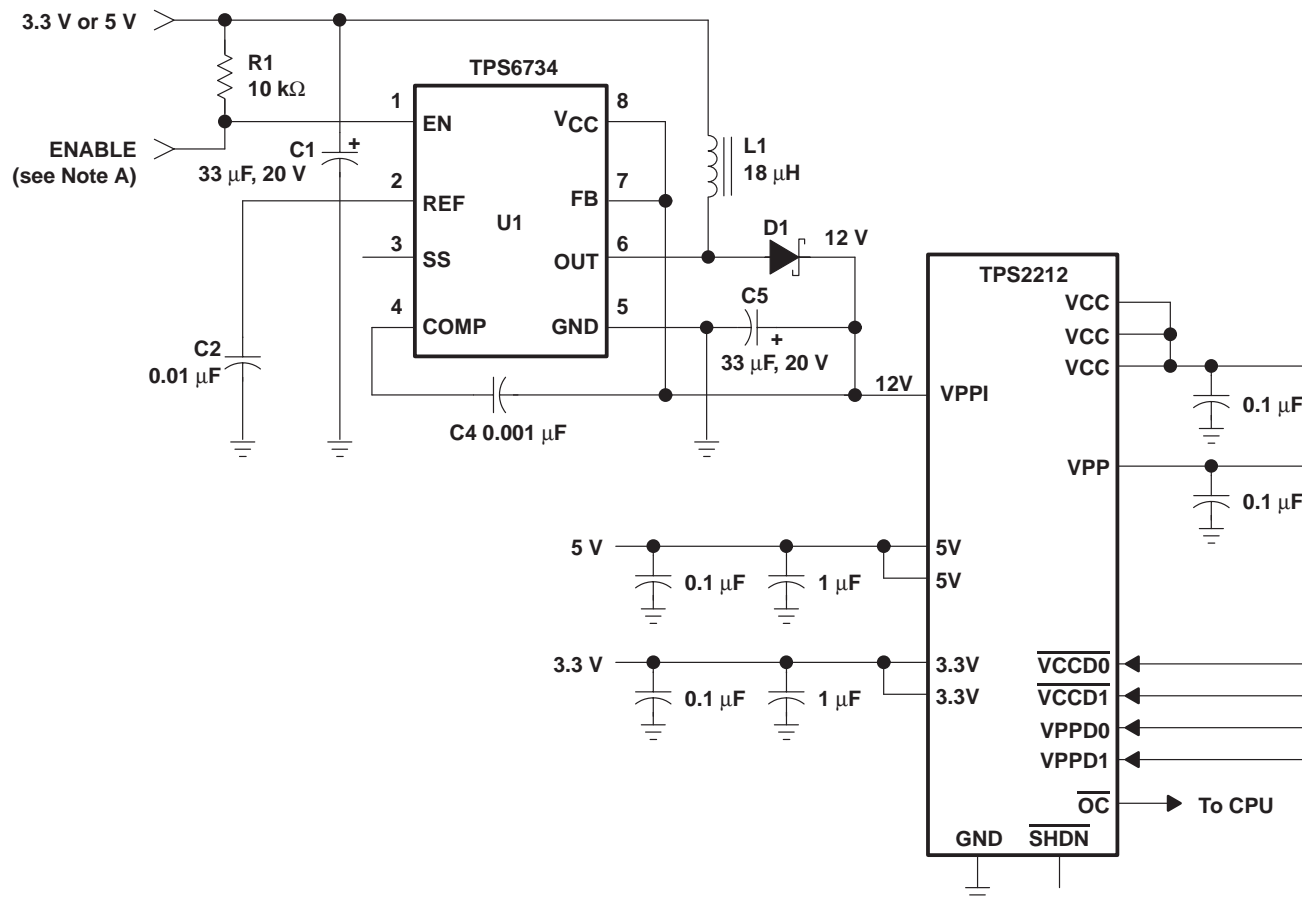 3.3 V or 5 V
R1
10 kΩ
ENABLE
(see Note A)
C1
+
33 μF, 20 V
C2
0.01 μF
TPS6734
1
EN
2
REF
3
SS
4
COMP
U1
8
VCC
7
FB
6
OUT
5
GND
C4 0.001 μF
L1
18 μH
D1
12 V
C5
+
33 μF, 20 V
12V
TPS2212
VCC
VCC
VCC
0.1 μF
VPPI
VPP
0.1 μF
5 V
0.1 μF
1 μF
5V
5V
3.3 V
0.1 μF
1 μF
3.3V
3.3V
VCCD0
VCCD1
VPPD0
VPPD1
OC
To CPU
GND
SHDN